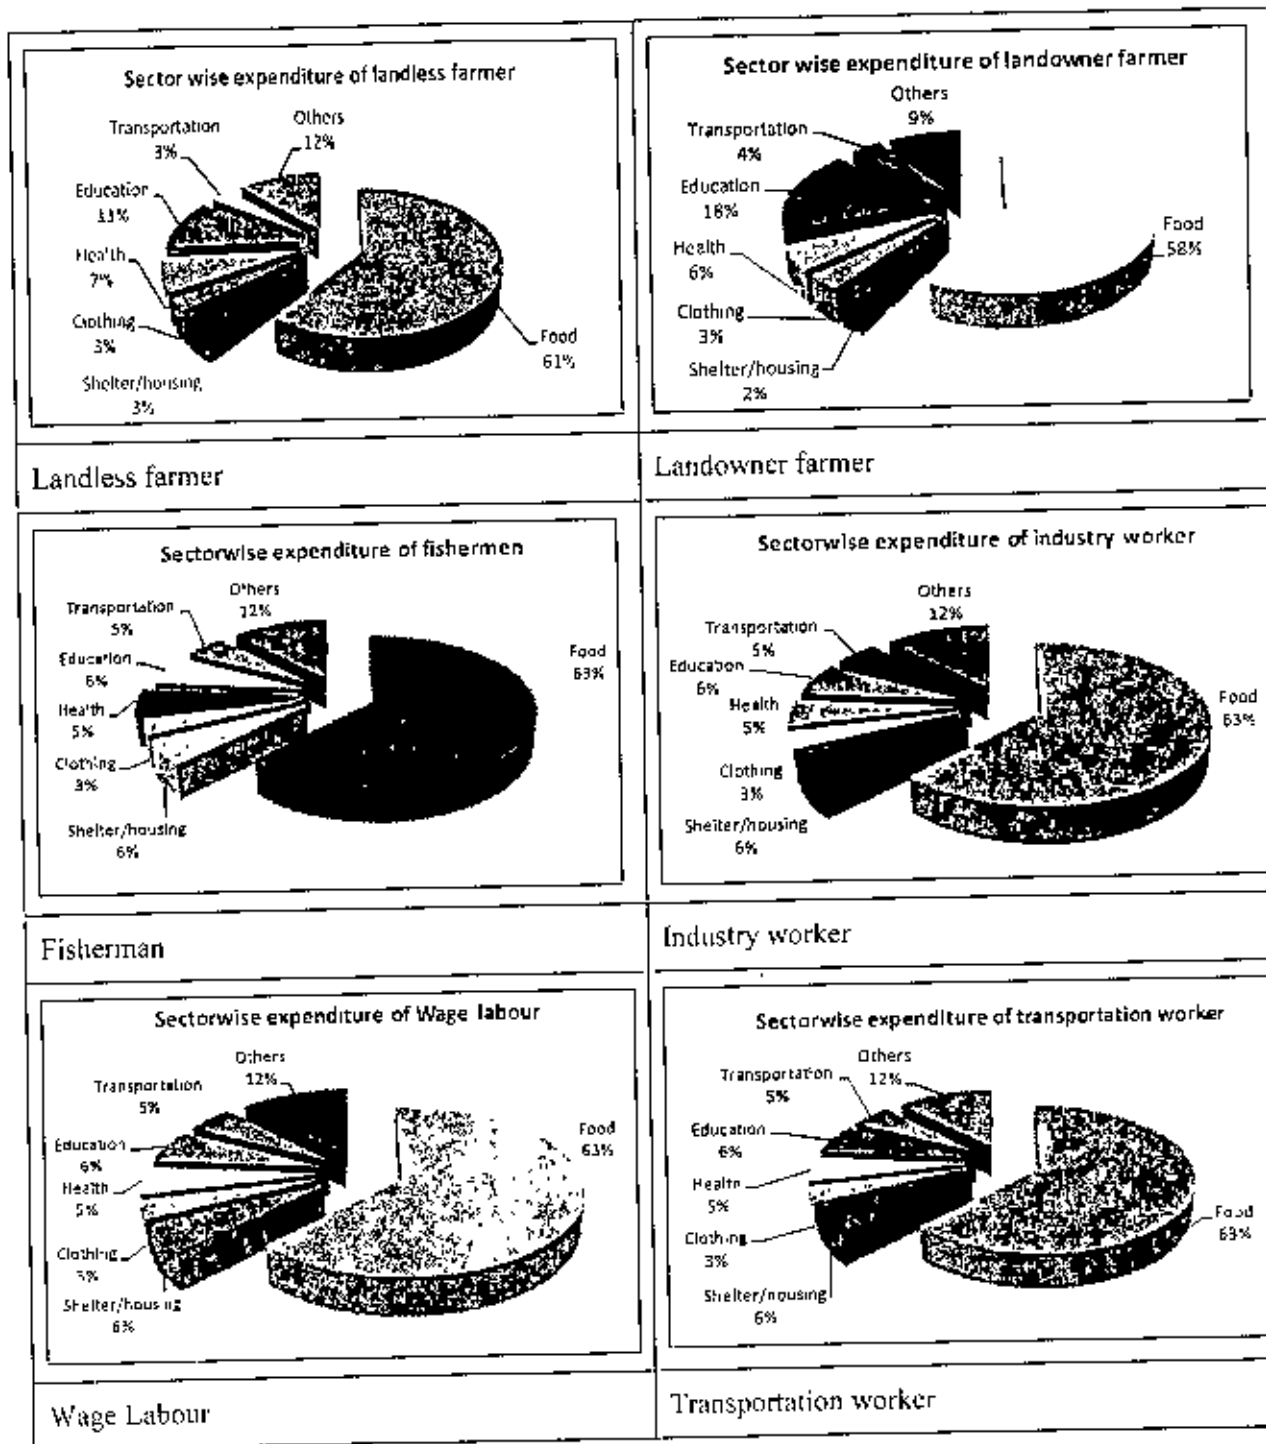 Sector wise expenditure of landless farmer
Others
12%
Transportation
3%
Education
11%
Health
7%
Clothing
3%
Shelter/housing
3%
Food
61%
Landless farmer
Sector wise expenditure of landowner farmer
Others
9%
Transportation
4%
Education
18%
Health
6%
Clothing
3%
Shelter/housing
2%
Food
58%
Landowner farmer
Sectorwise expenditure of fishermen
Others
12%
Transportation
5%
Education
6%
Health
5%
Clothing
3%
Shelter/housing
6%
Food
63%
Fisherman
Sectorwise expenditure of industry worker
Others
12%
Transportation
5%
Education
6%
Health
5%
Clothing
3%
Shelter/housing
6%
Food
63%
Industry worker
Sectorwise expenditure of Wage labour
Others
12%
Transportation
5%
Education
6%
Health
5%
Clothing
3%
Shelter/housing
6%
Food
63%
Wage Labour
Sectorwise expenditure of transportation worker
Others
12%
Transportation
5%
Education
6%
Health
5%
Clothing
3%
Shelter/housing
6%
Food
63%
Transportation worker